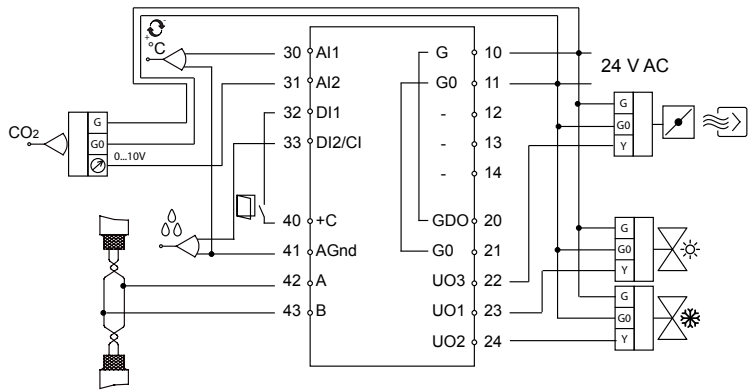 + -
°C
30 AI1 G 10
31 AI2 G0 11
24 V AC
32 DI1 - 12
33 DI2/CI - 13
- 14
40 +C GDO 20
41 AGnd G0 21
42 A UO3 22
43 B UO1 23
UO2 24
CO2
G
G0
0...10V
G
G0
Y
G
G0
Y
G
G0
Y